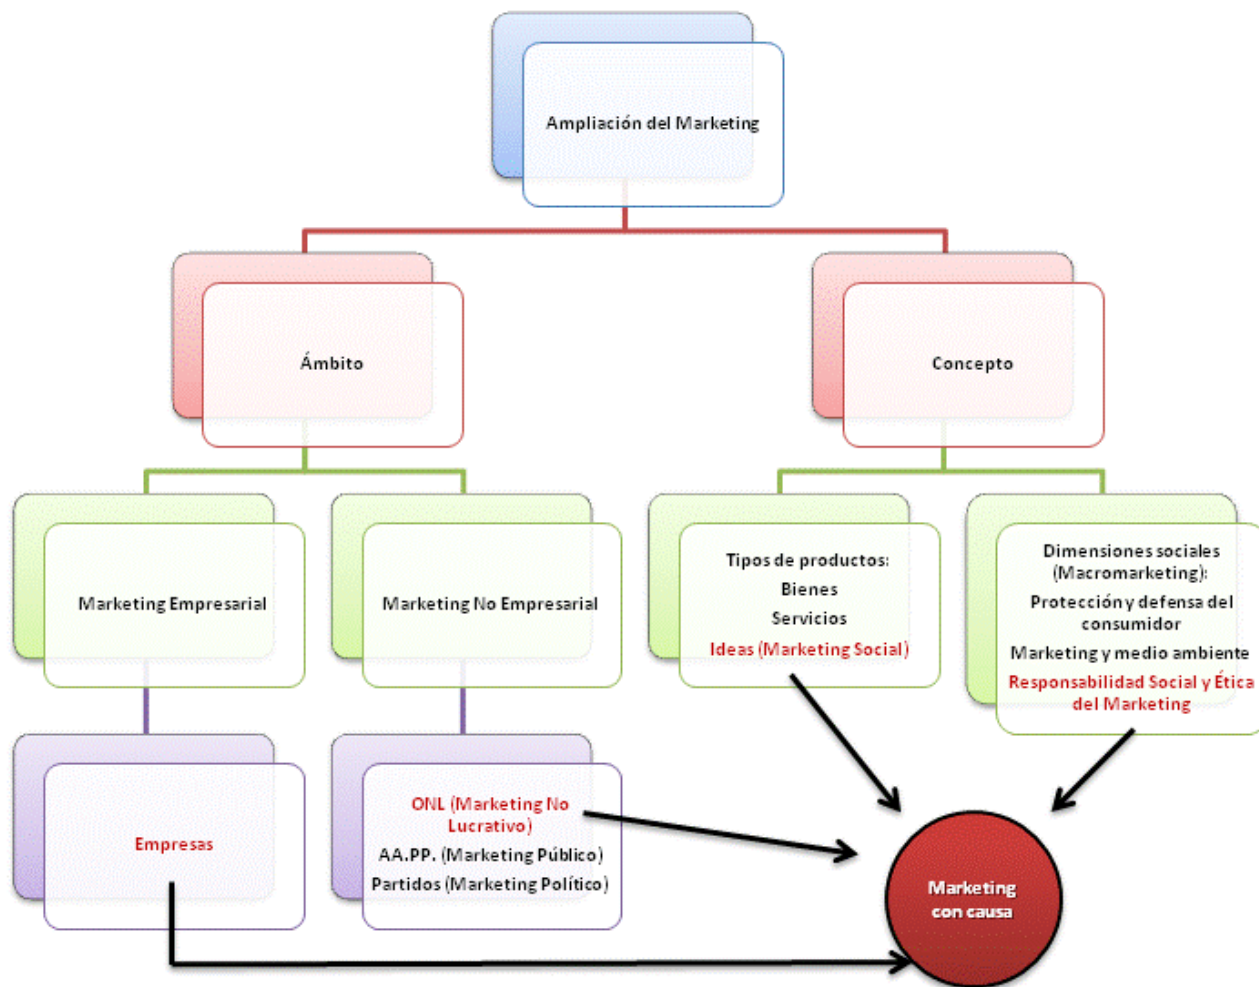 Ampliación del Marketing
Ámbito
Concepto
Marketing Empresarial
Marketing No Empresarial
Tipos de productos:
Bienes
Servicios
Ideas (Marketing Social)
Dimensiones sociales
(Macromarketing):
Protección y defensa del
consumidor
Marketing y medio ambiente
Responsabilidad Social y Ética
del Marketing
Empresas
ONL (Marketing No
Lucrativo)
AA.PP. (Marketing Público)
Partidos (Marketing Político)
Marketing
con causa